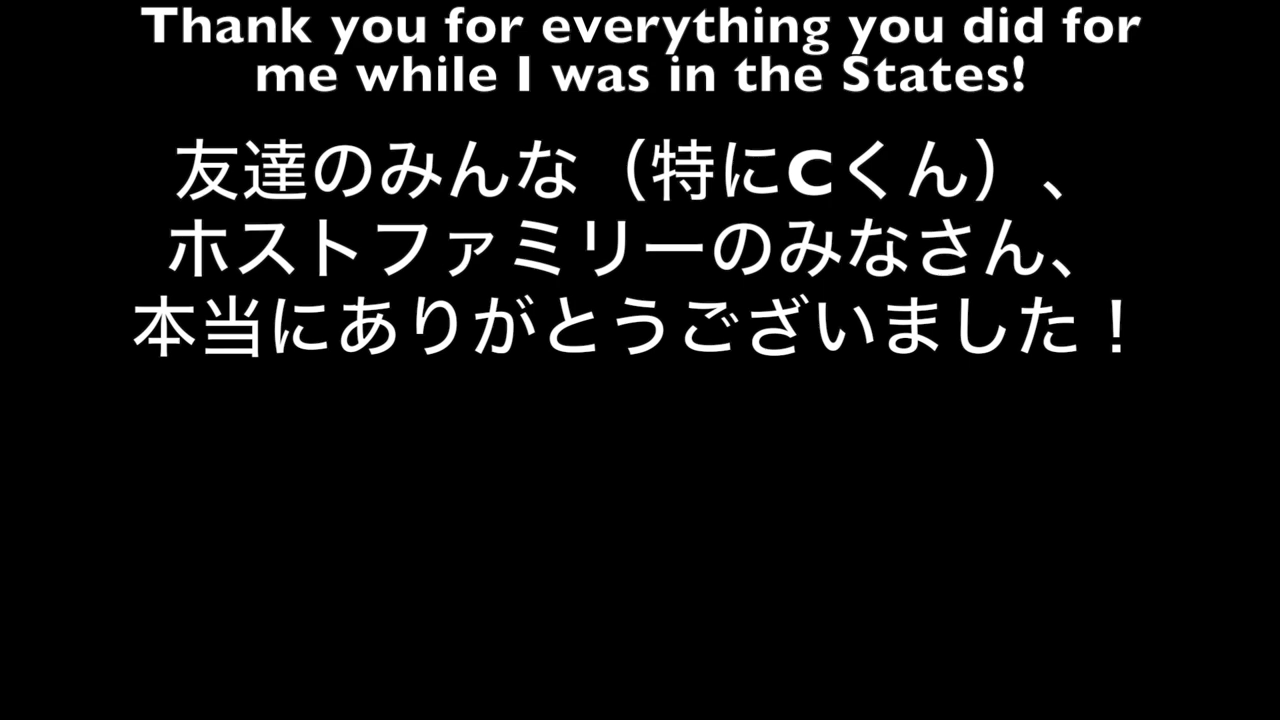 Thank you for everything you did for
me while I was in the States!
友達のみんな（特にCくん）、
ホストファミリーのみなさん、
本当にありがとうございました！